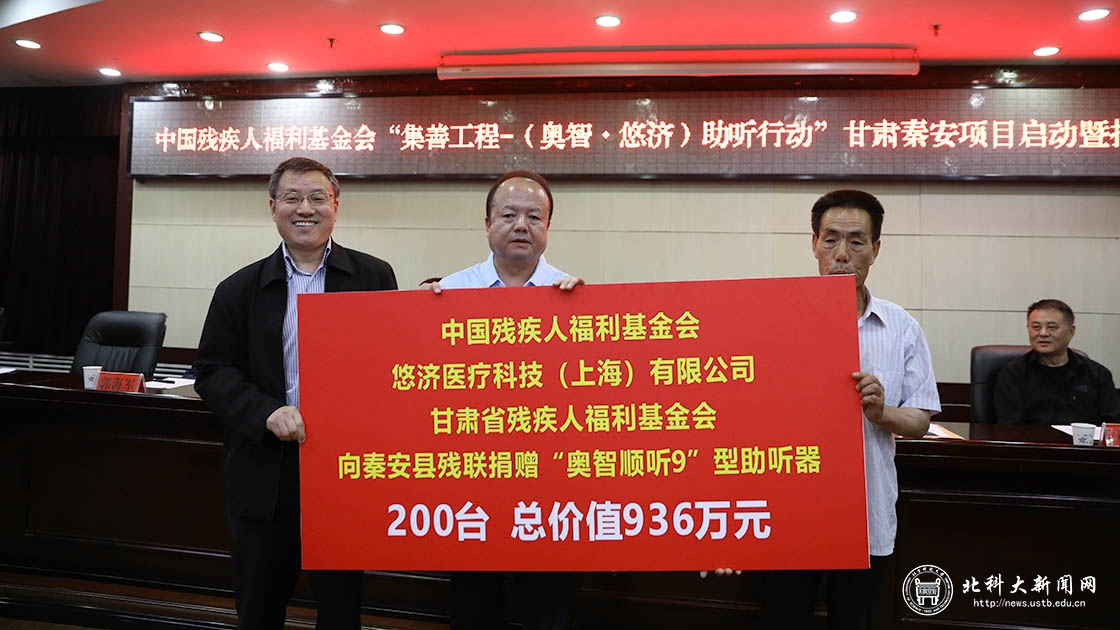 中国残疾人福利基金会“集善工程-（奥智·悠济）助听行动”甘肃秦安项目启动暨
中国残疾人福利基金会
悠济医疗科技（上海）有限公司
甘肃省残疾人福利基金会
向秦安县残联捐赠“奥智顺听9”型助听器
200台 总价值936万元
郭海军
北科大新闻网
http://news.ustb.edu.cn